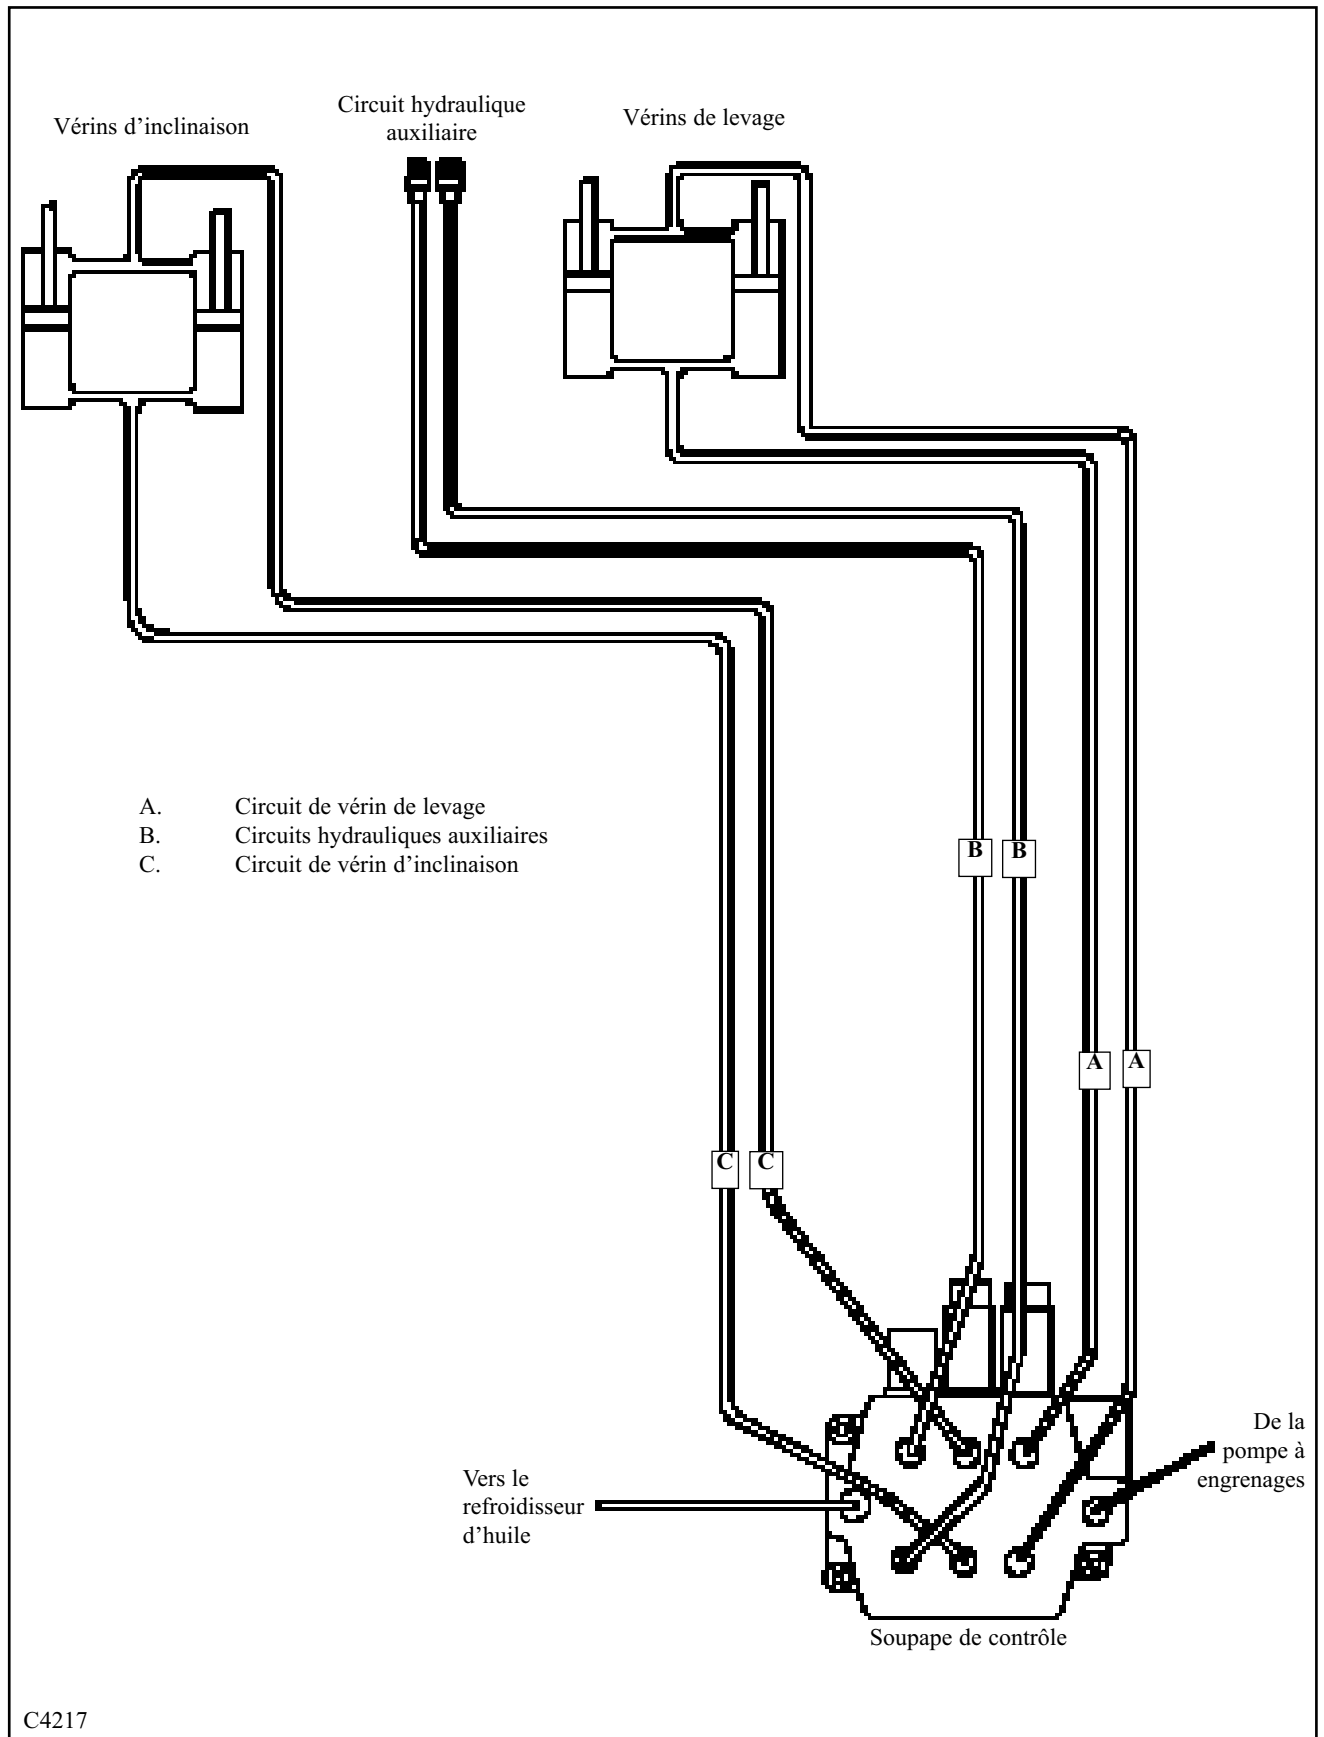 Vérins d’inclinaison
Circuit hydraulique
auxiliaire
Vérins de levage
A. Circuit de vérin de levage
B. Circuits hydrauliques auxiliaires
C. Circuit de vérin d’inclinaison
B B
A A
C C
De la
pompe à
engrenages
Vers le
refroidisseur
d’huile
Soupape de contrôle
C4217